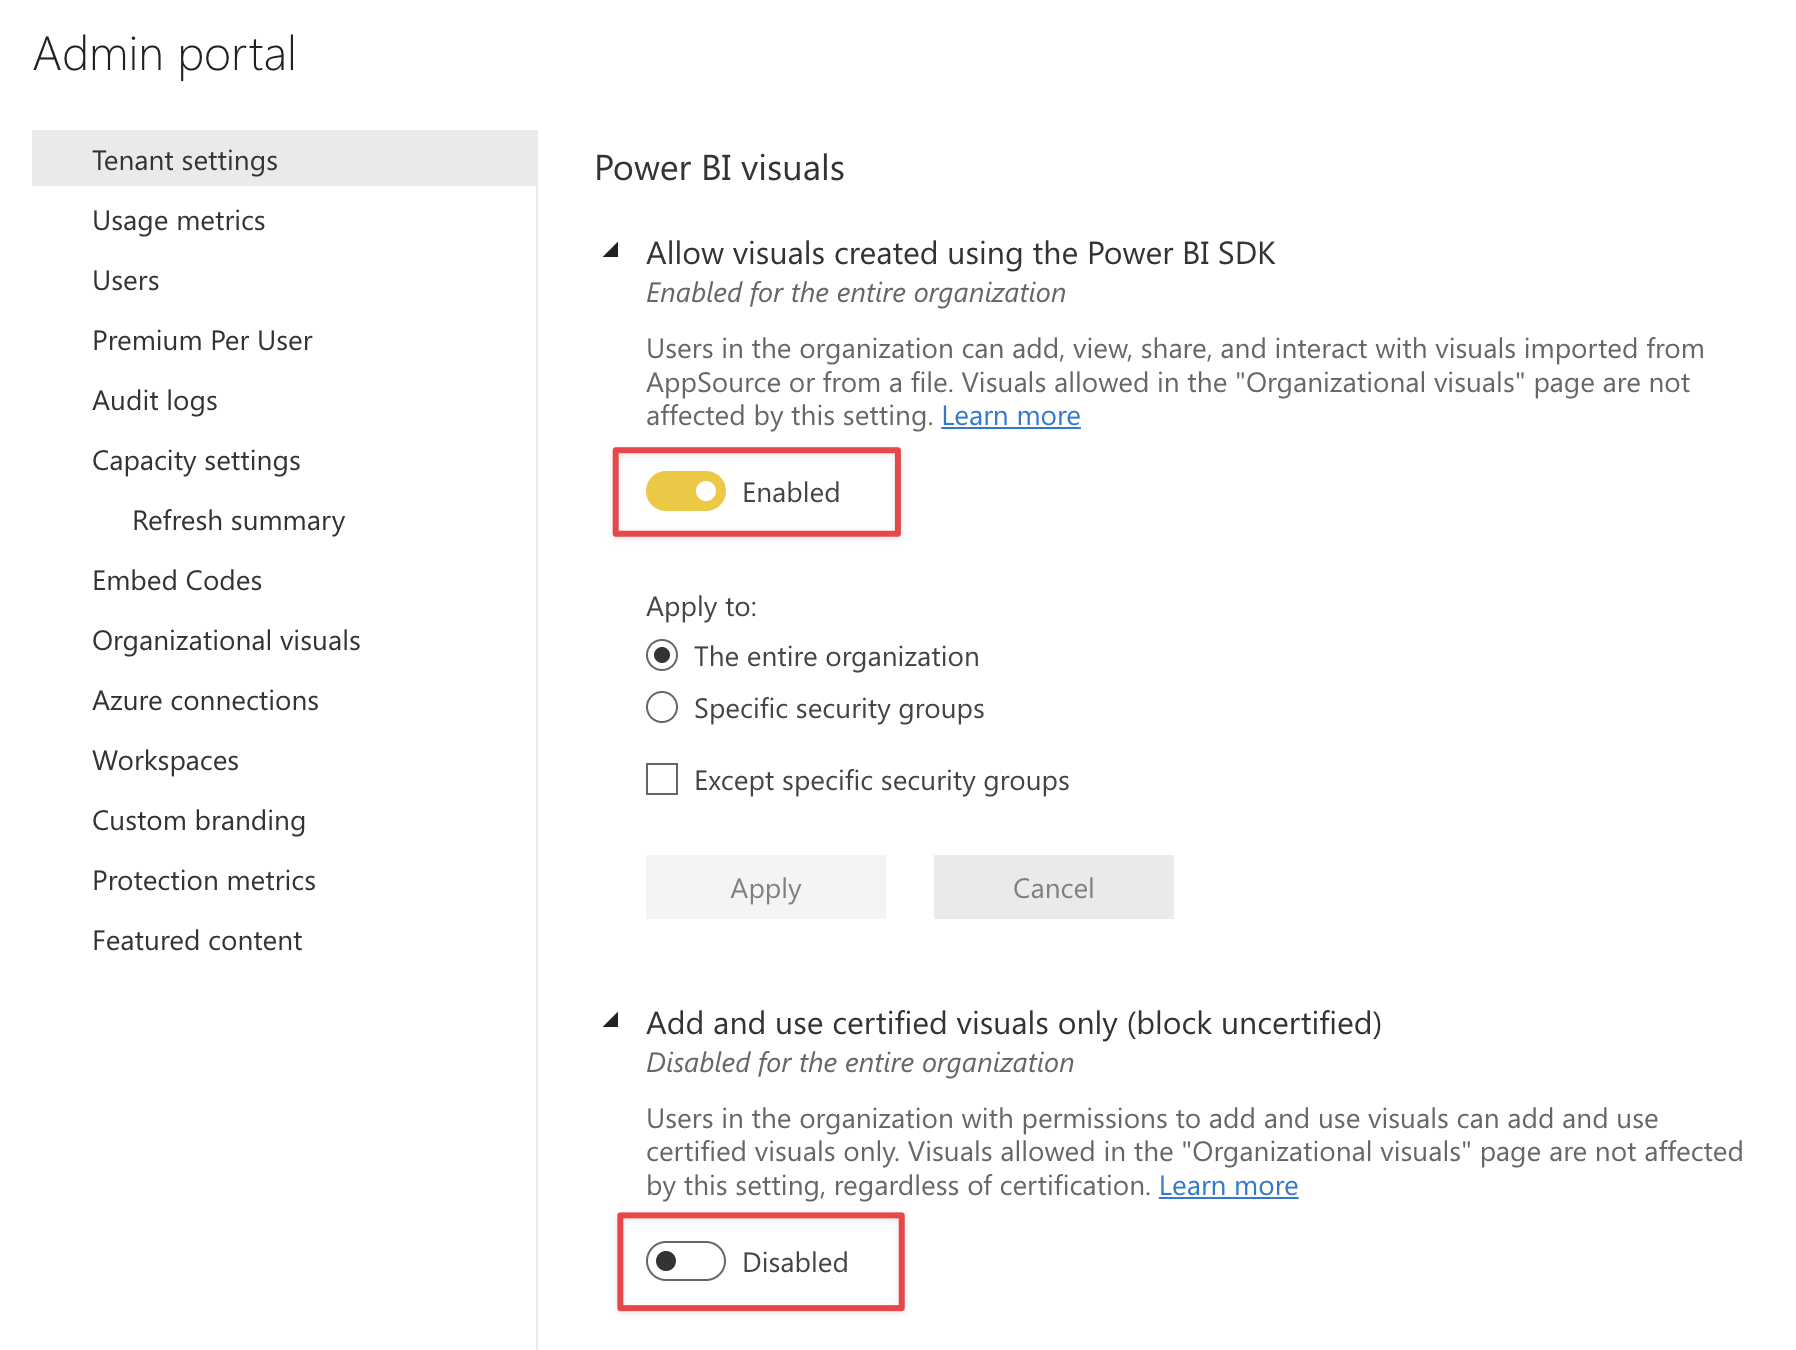 Admin portal
Tenant settings
Usage metrics
Users
Premium Per User
Audit logs
Capacity settings
Refresh summary
Embed Codes
Organizational visuals
Azure connections
Workspaces
Custom branding
Protection metrics
Featured content
Power BI visuals
Allow visuals created using the Power BI SDK
Enabled for the entire organization
Users in the organization can add, view, share, and interact with visuals imported from
AppSource or from a file. Visuals allowed in the "Organizational visuals" page are not
affected by this setting. Learn more
Enabled
Apply to:
The entire organization
Specific security groups
Except specific security groups
Apply
Cancel
Add and use certified visuals only (block uncertified)
Disabled for the entire organization
Users in the organization with permissions to add and use visuals can add and use
certified visuals only. Visuals allowed in the "Organizational visuals" page are not affected
by this setting, regardless of certification. Learn more
Disabled